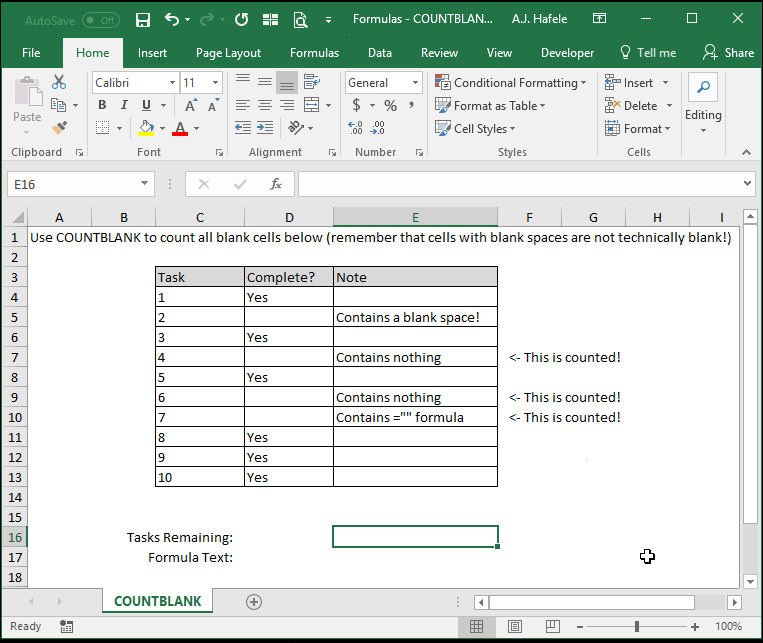 AutoSave Off Formulas - COUNTBLAN... A.J. Hafele
File Home Insert Page Layout Formulas Data Review View Developer Tell me Share
Paste Calibri 11 B I U A A General $ % , Conditional Formatting Format as Table Cell Styles Insert Delete Format Editing
Clipboard Font Alignment Number Styles Cells
E16 fx
A B C D E F G H I
1 Use COUNTBLANK to count all blank cells below (remember that cells with blank spaces are not technically blank!)
2
3 Task Complete? Note
4 1 Yes
5 2 Contains a blank space!
6 3 Yes
7 4 Contains nothing <- This is counted!
8 5 Yes
9 6 Contains nothing <- This is counted!
10 7 Contains ="" formula <- This is counted!
11 8 Yes
12 9 Yes
13 10 Yes
14
15
16 Tasks Remaining:
17 Formula Text:
18
COUNTBLANK
Ready 100%